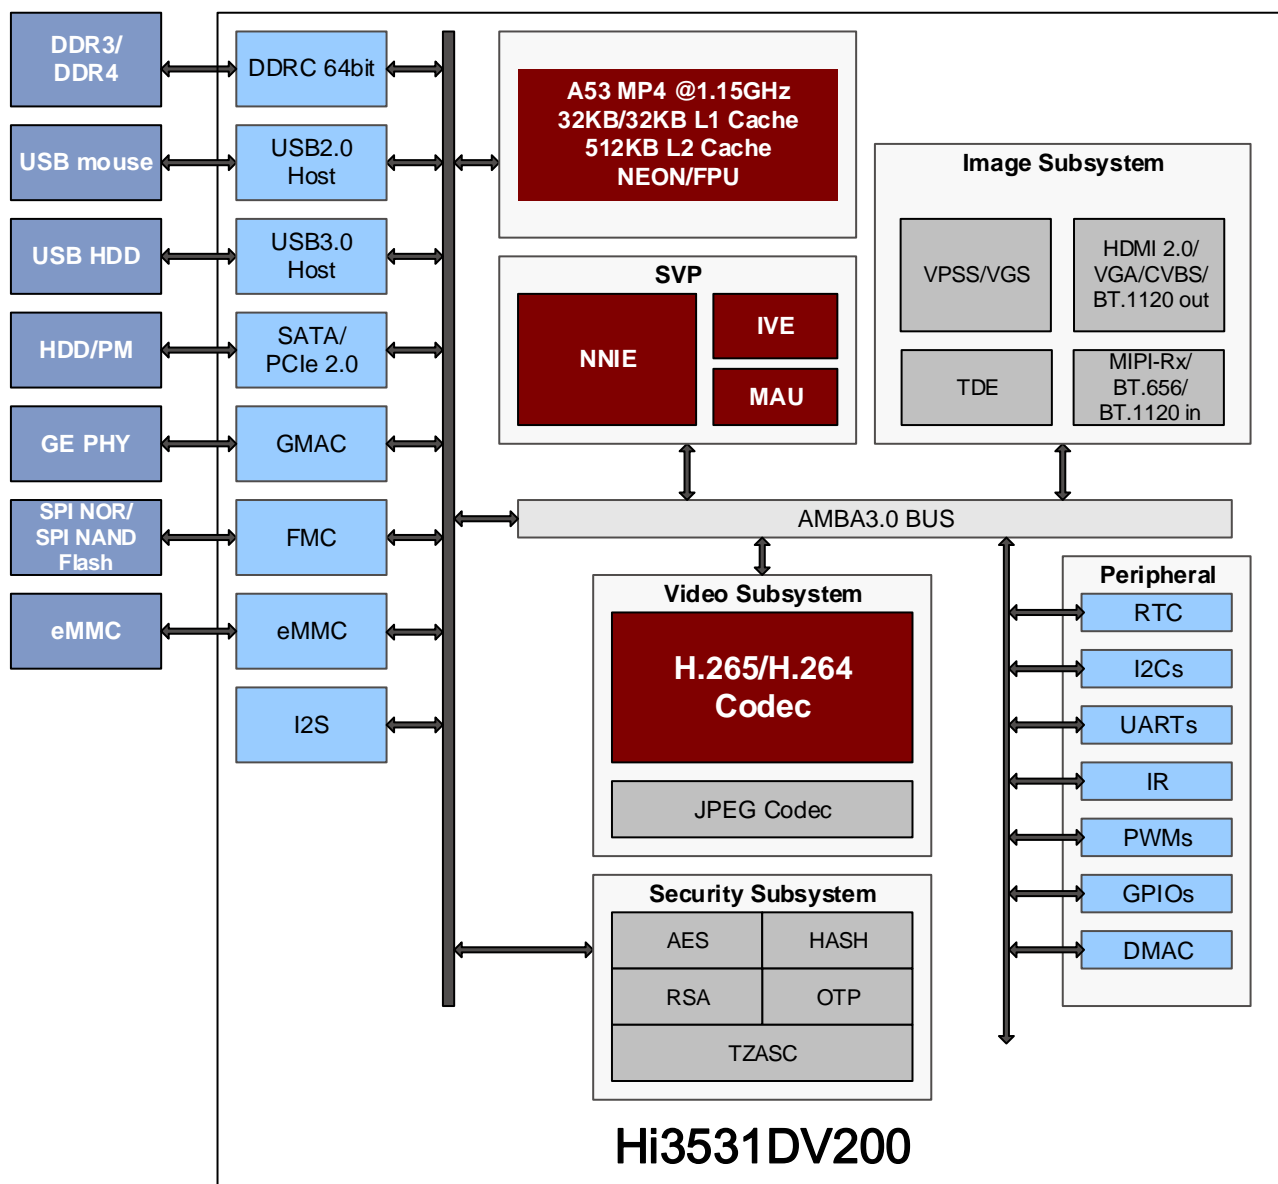 DDR3/
DDR4
DDRC 64bit
USB mouse
USB2.0
Host
USB HDD
USB3.0
Host
HDD/PM
SATA/
PCIe 2.0
GE PHY
GMAC
SPI NOR/
SPI NAND
Flash
FMC
eMMC
eMMC
I2S
A53 MP4 @1.15GHz
32KB/32KB L1 Cache
512KB L2 Cache
NEON/FPU
SVP
NNIE
IVE
MAU
Image Subsystem
VPSS/VGS
HDMI 2.0/
VGA/CVBS/
BT.1120 out
TDE
MIPI-Rx/
BT.656/
BT.1120 in
AMBA3.0 BUS
Video Subsystem
H.265/H.264
Codec
JPEG Codec
Peripheral
RTC
I2Cs
UARTs
IR
PWMs
GPIOs
DMAC
Security Subsystem
AES
HASH
RSA
OTP
TZASC
Hi3531DV200